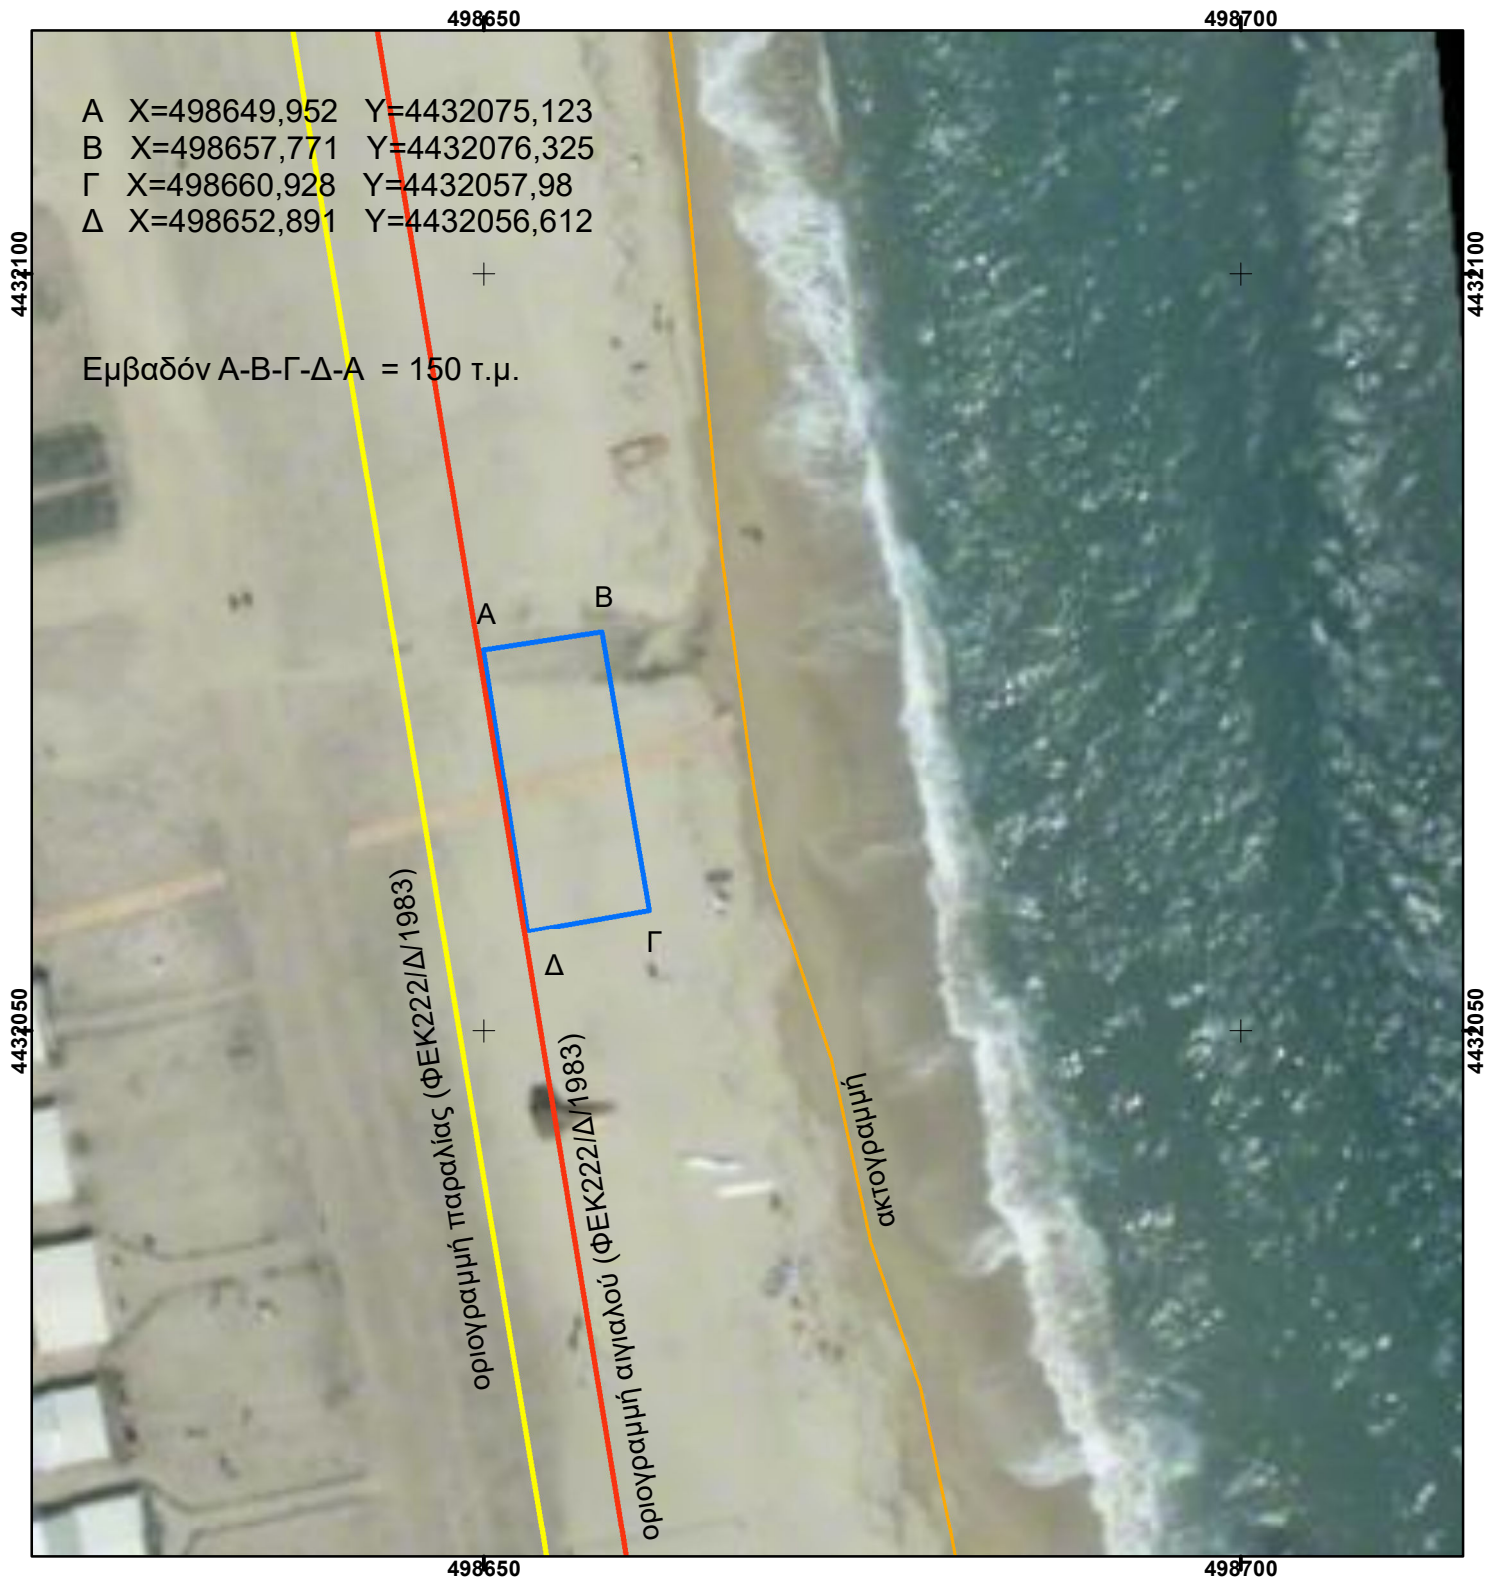 498650 498700
Α Χ=498649,952 Υ=4432075,123
Β Χ=498657,771 Υ=4432076,325
Γ Χ=498660,928 Υ=4432057,98
Δ Χ=498652,891 Υ=4432056,612
4432100 4432100
Εμβαδόν Α-Β-Γ-Δ-Α = 150 τ.μ.
Β
Α
Γ
Δ
4432050 4432050
οριογραμμή παραλίας (ΦΕΚ222/Δ/1983)
οριογραμμή αιγιαλού (ΦΕΚ222/Δ/1983)
ακτογραμμή
498650 498700